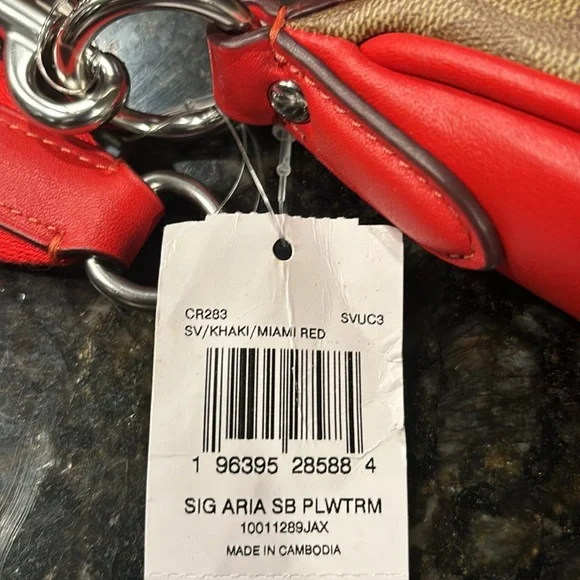 CR283 SVUC3
SV/KHAKI/MIAMI RED
1 96395 28588 4
SIG ARIA SB PLWTRM
10011289JAX
MADE IN CAMBODIA